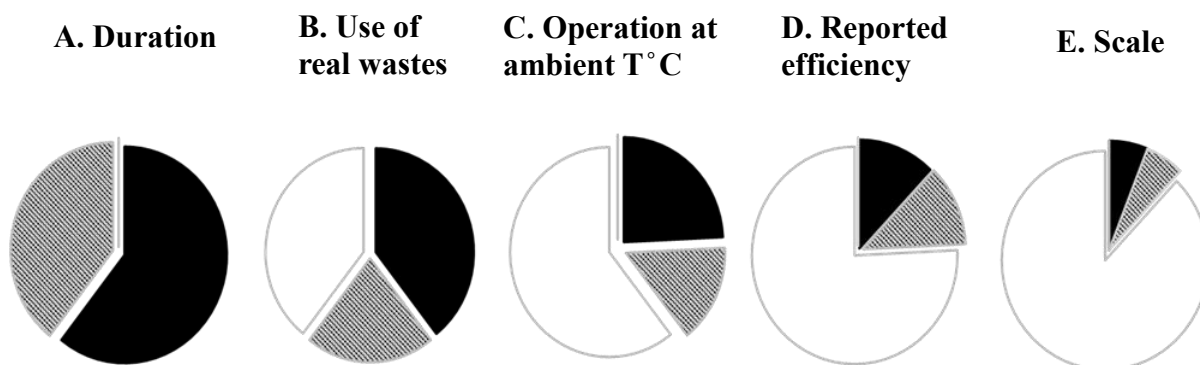 A. Duration
B. Use of
real wastes
C. Operation at
ambient T°C
D. Reported
efficiency
E. Scale